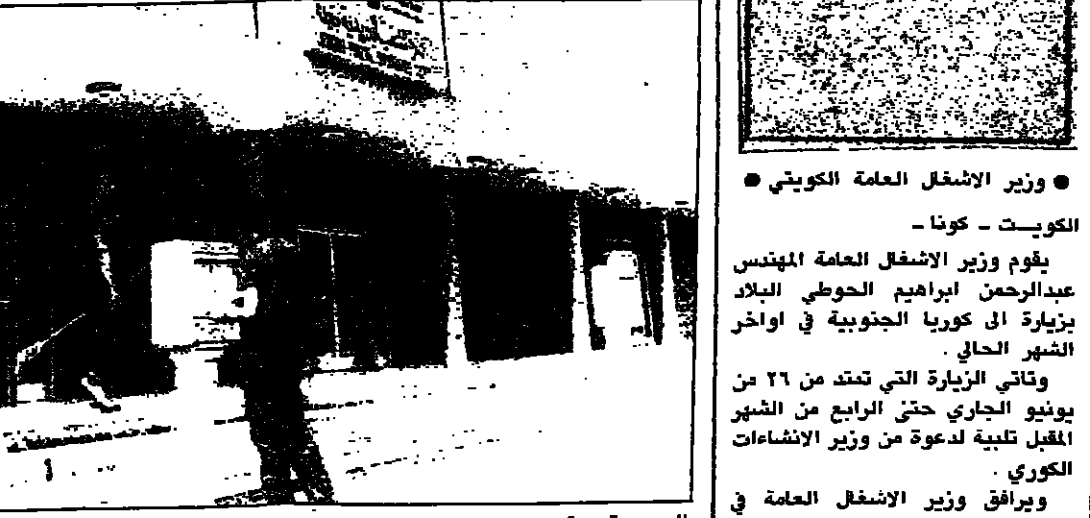 ● وزير الاشغال العامة الكويتي ●
الكويـــت ـ كونا ـ
يقوم وزير الاشغال العامة المهندس
عبدالرحمن ابراهيم الحوطي البلاد
بزيارة الى كوريا الجنوبية في اواخر
الشهر الحالي .
وتاتي الزيارة التي تمتد من ٢٦ من
يونيو الجاري حتى الرابع من الشهر
المقبل تلبية لدعوة من وزير الانشاءات
الكوري .
ويرافق وزير الاشغال العامة في